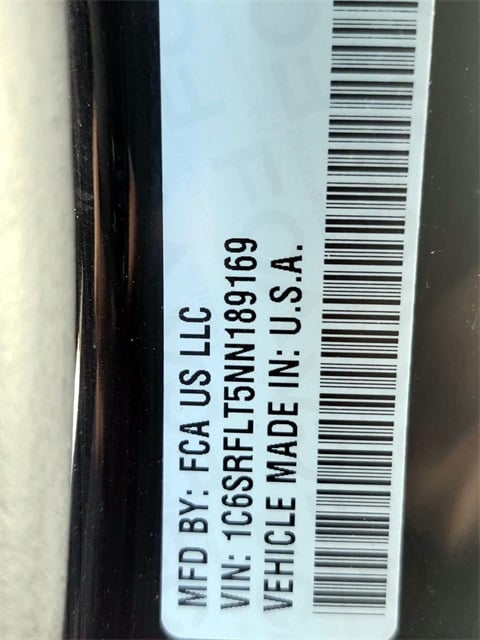 MFD BY: FCA US LLC
VIN: 1C6SRFLT5NN189169
VEHICLE MADE IN: U.S.A.